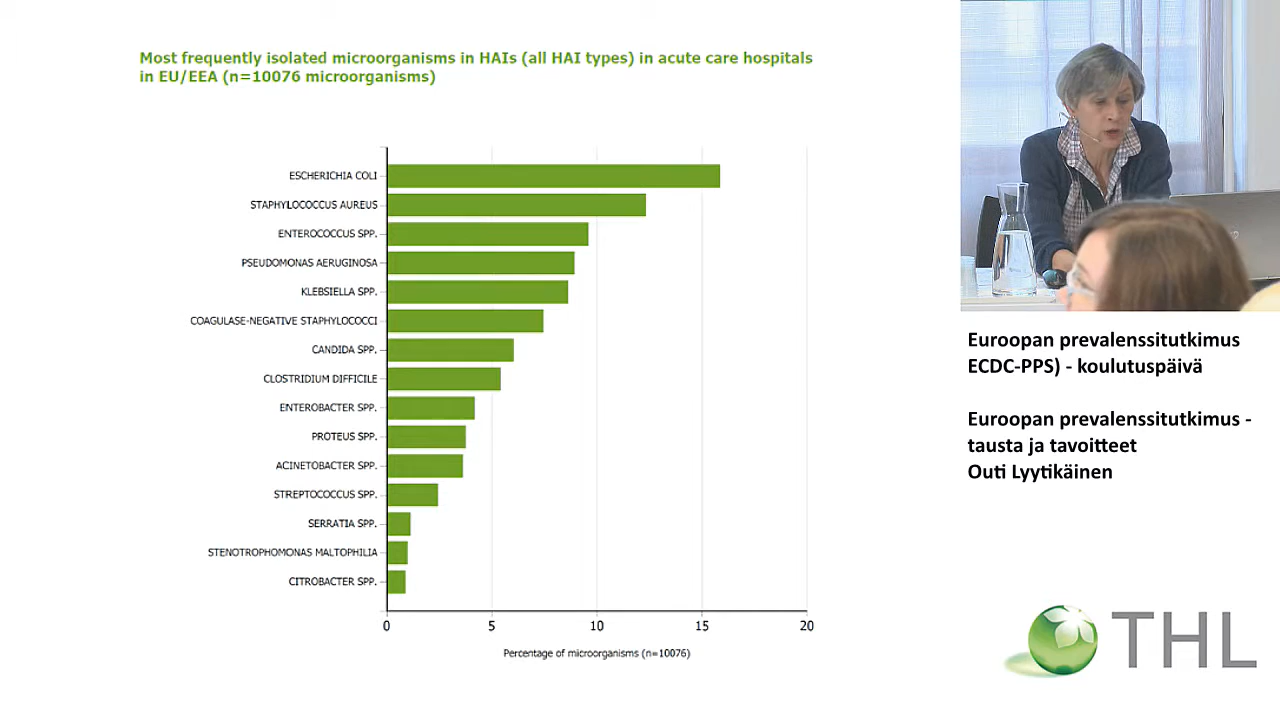 Most frequently isolated microorganisms in HAIs (all HAI types) in acute care hospitals
in EU/EEA (n=10076 microorganisms)
ESCHERICHIA COLI
STAPHYLOCOCCUS AUREUS
ENTEROCOCCUS SPP.
PSEUDOMONAS AERUGINOSA
KLEBSIELLA SPP.
COAGULASE-NEGATIVE STAPHYLOCOCCI
CANDIDA SPP.
CLOSTRIDIUM DIFFICILE
ENTEROBACTER SPP.
PROTEUS SPP.
ACINETOBACTER SPP.
STREPTOCOCCUS SPP.
SERRATIA SPP.
STENOTROPHOMONAS MALTOPHILIA
CITROBACTER SPP.
0 5 10 15 20
Percentage of microorganisms (n=10076)
Euroopan prevalenssitutkimus
ECDC-PPS) - koulutuspäivä
Euroopan prevalenssitutkimus -
tausta ja tavoitteet
Outi Lyytikäinen
THL